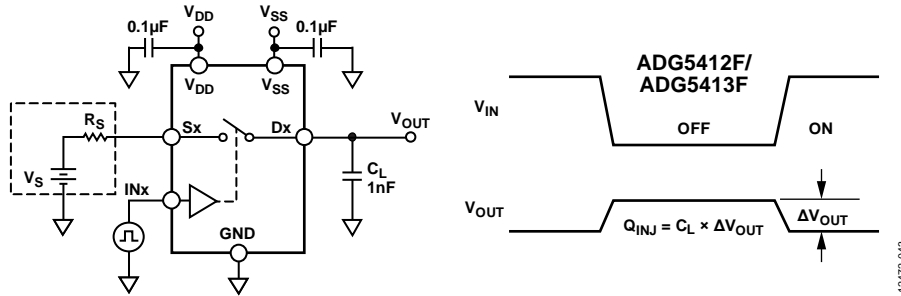 VDD
VSS
0.1µF
0.1µF
VDD
VSS
RS
Sx
Dx
VOUT
VS
INx
CL
1nF
GND
ADG5412F/
ADG5413F
VIN
OFF
ON
VOUT
QINJ = CL × ΔVOUT
ΔVOUT